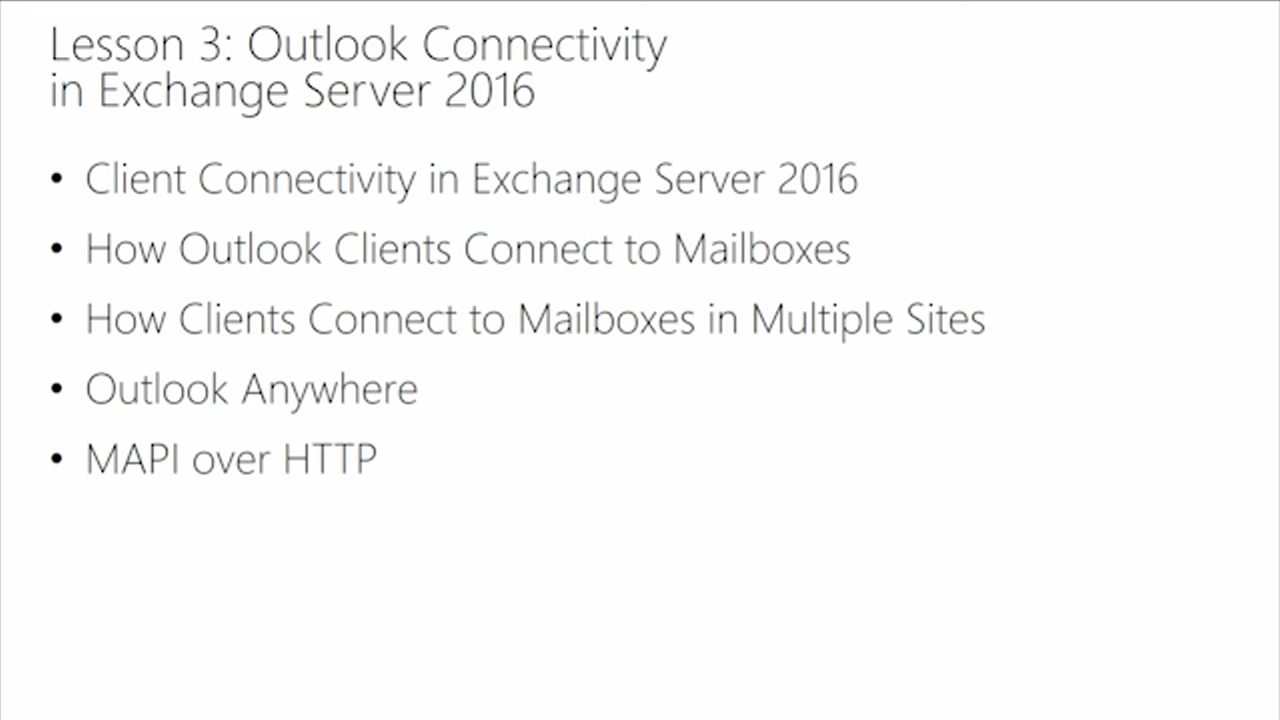 Lesson 3: Outlook Connectivity
in Exchange Server 2016
• Client Connectivity in Exchange Server 2016
• How Outlook Clients Connect to Mailboxes
• How Clients Connect to Mailboxes in Multiple Sites
• Outlook Anywhere
• MAPI over HTTP